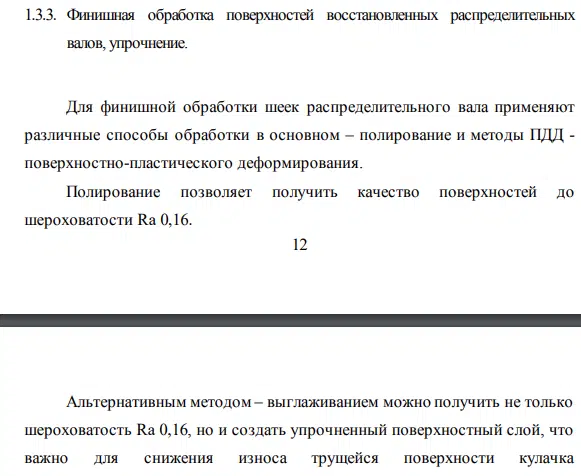 1.3.3. Финишная обработка поверхностей восстановленных распределительных
валов, упрочнение.
Для финишной обработки шеек распределительного вала применяют
различные способы обработки в основном – полирование и методы ПДД -
поверхностно-пластического деформирования.
Полирование позволяет получить качество поверхностей до
шероховатости Ra 0,16.
12
Альтернативным методом – выглаживанием можно получить не только
шероховатость Ra 0,16, но и создать упрочненный поверхностный слой, что
важно для снижения износа трущейся поверхности кулачка